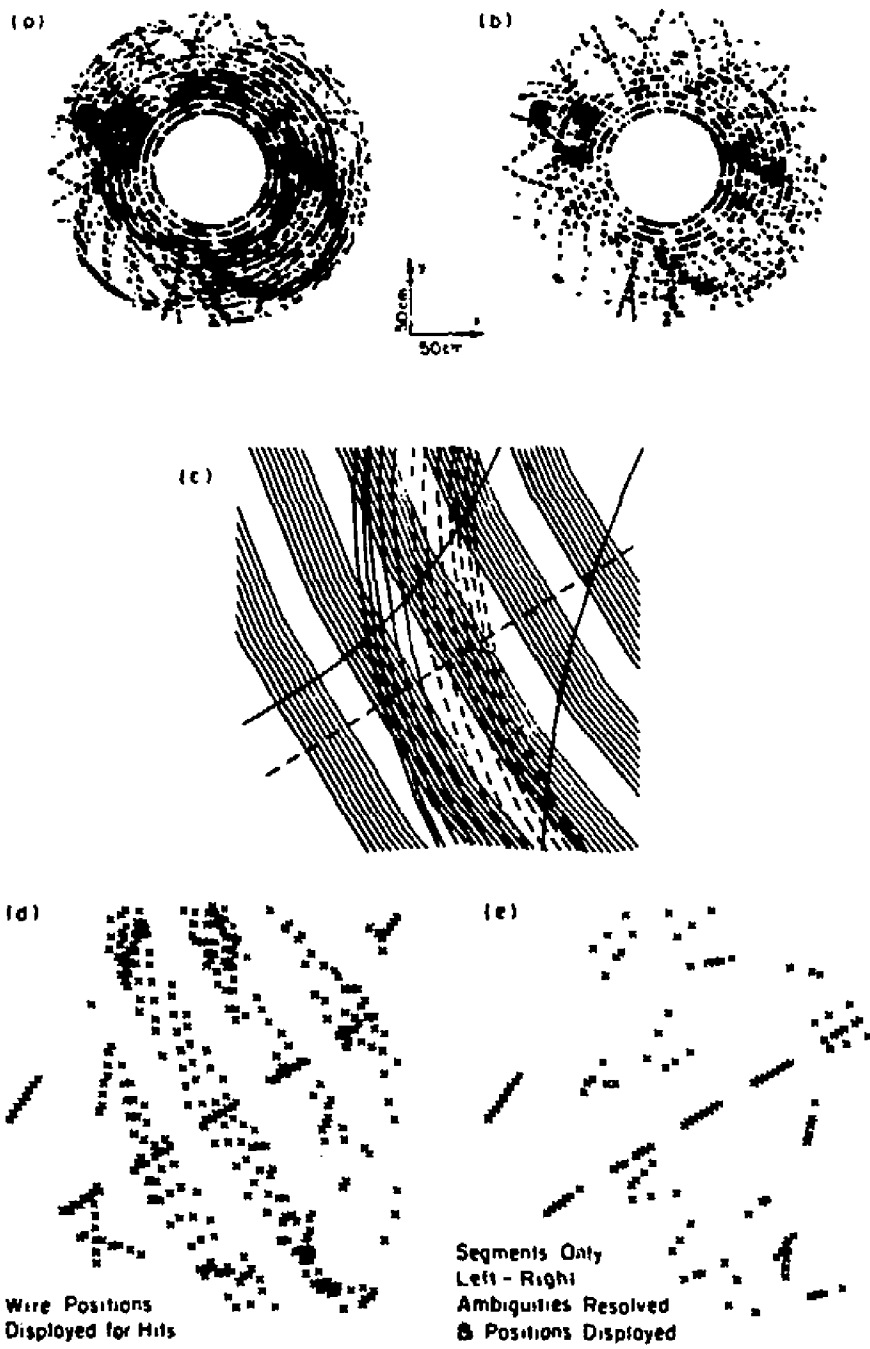 (a)
(b)
y
50cm
x
50cm
(c)
(d)
(e)
Wire Positions
Displayed for Hits
Segments Only
Left-Right
Ambiguities Resolved
& Positions Displayed